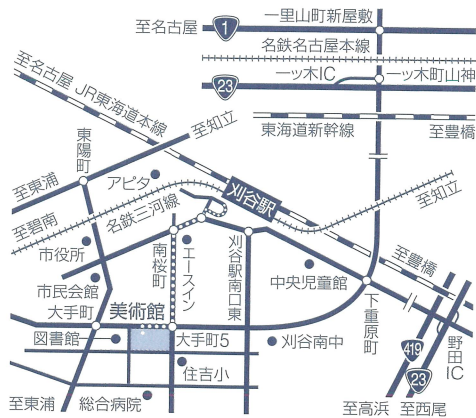 一里山町新屋敷
至名古屋
1
名鉄名古屋本線
一ッ木IC
一ッ木町山神
23
至名古屋 JR東海道本線
東海道新幹線
至豊橋
至知立
東陽町
アピタ
刈谷駅
至知立
至東浦
名鉄三河線
至碧南
南桜町
エースイン
刈谷駅南口東
市役所
中央児童館
至豊橋
市民会館
下重原町
大手町
美術館
図書館
大手町5
刈谷南中
野田IC
419
23
住吉小
至東浦
総合病院
至高浜
至西尾